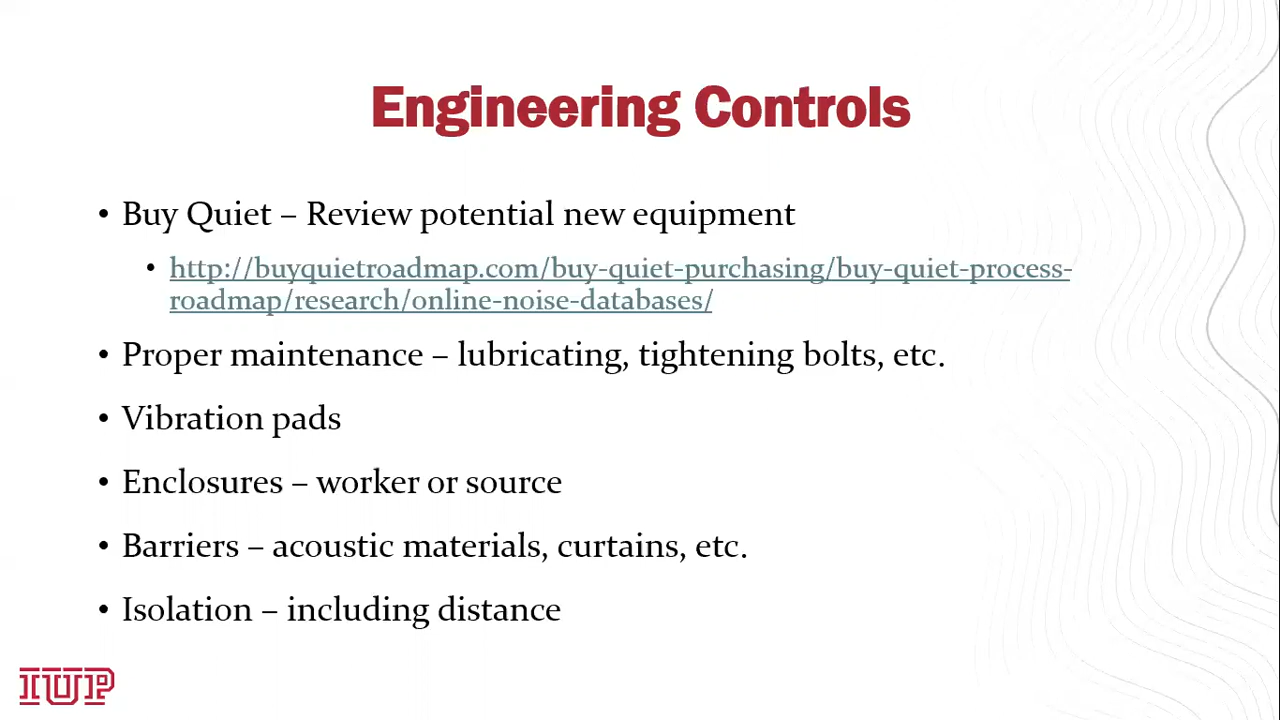 Engineering Controls
• Buy Quiet – Review potential new equipment
• http://buyquietroadmap.com/buy-quiet-purchasing/buy-quiet-process-
roadmap/research/online-noise-databases/
• Proper maintenance – lubricating, tightening bolts, etc.
• Vibration pads
• Enclosures – worker or source
• Barriers – acoustic materials, curtains, etc.
• Isolation – including distance
IUP